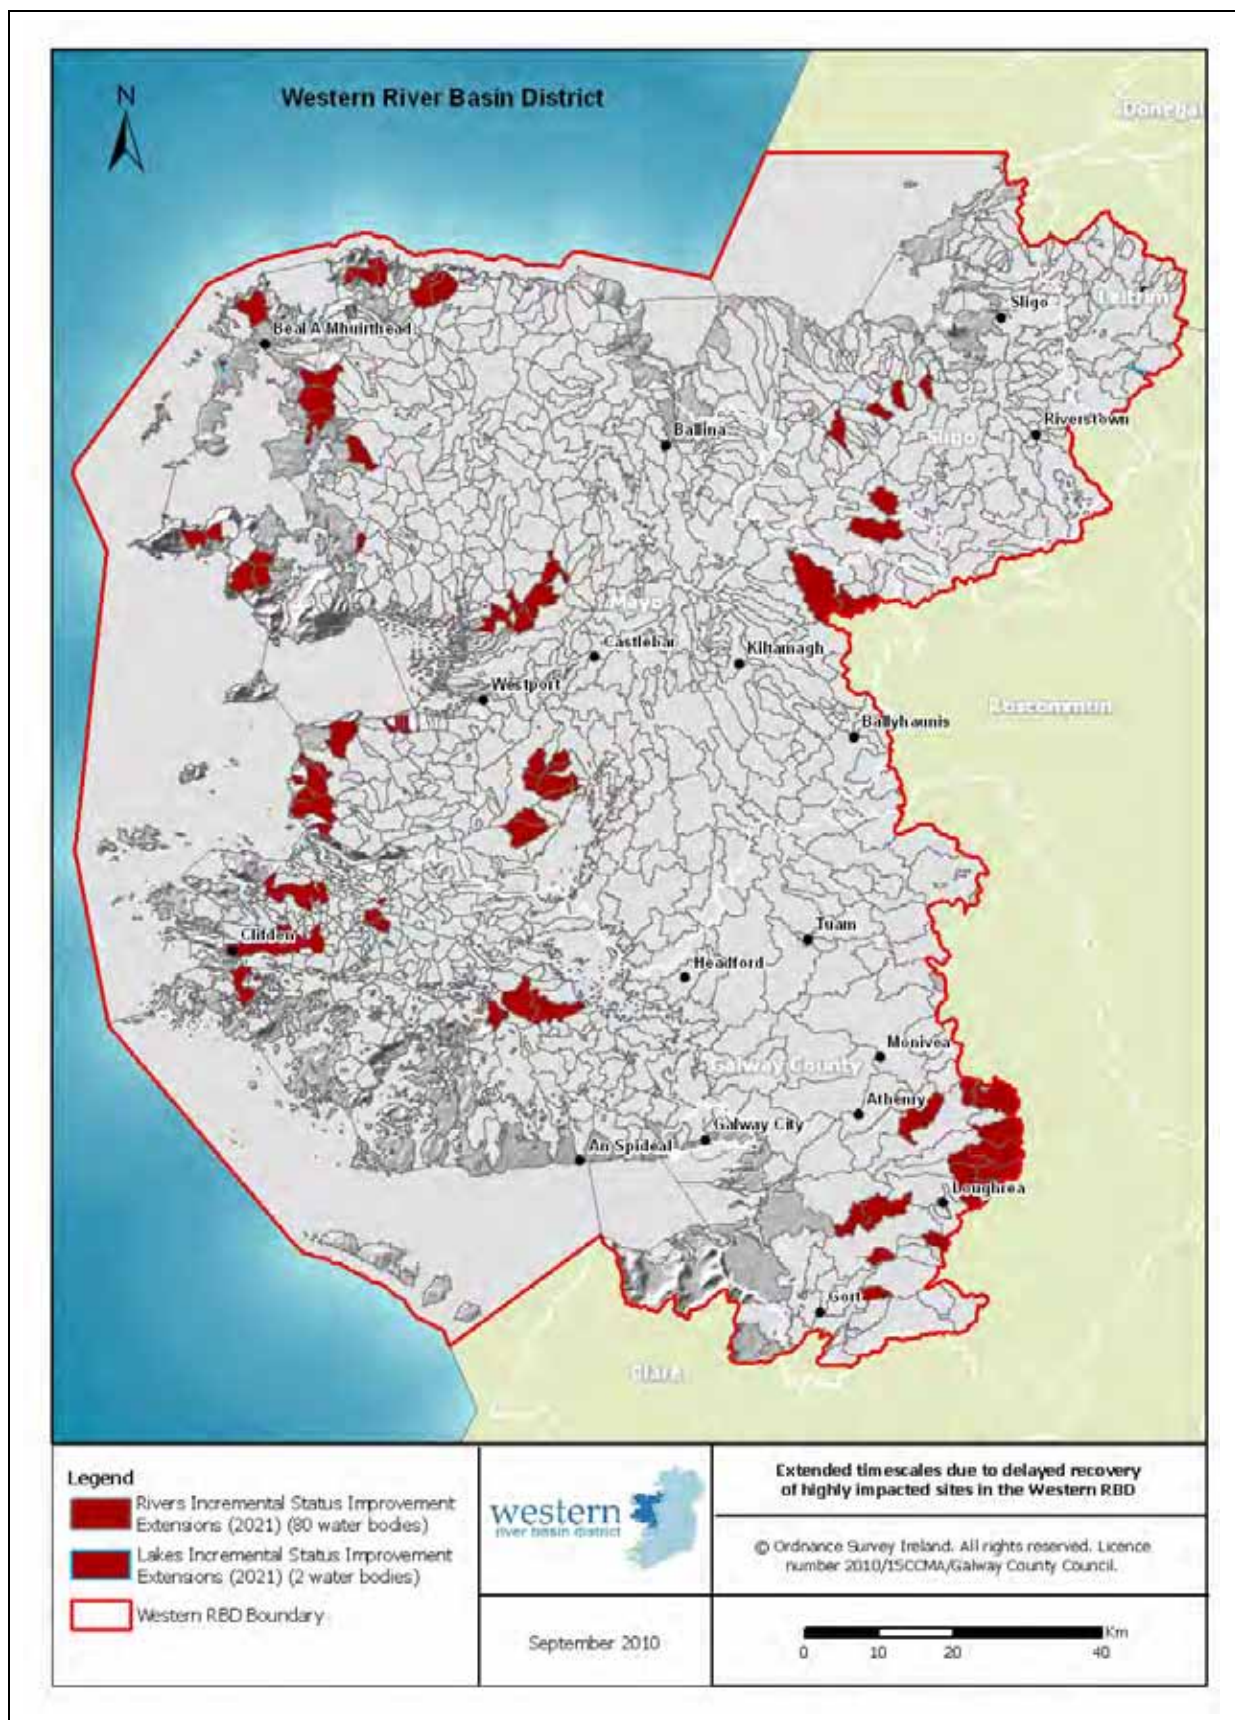 Western River Basin District
N
Donegal
Sligo
Leitrim
Beal A Mhuirthead
Ballina
Riverstown
Sligo
Mayo
Castlebar
Kiltamagh
Westport
Roscommon
Ballyhaunis
Clifden
Tuam
Headford
Monivea
Galway County
Athenry
Galway City
An Spideal
Loughrea
Gort
Clare
Legend
Rivers Incremental Status Improvement
Extensions (2021) (80 water bodies)
Lakes Incremental Status Improvement
Extensions (2021) (2 water bodies)
Western RBD Boundary
western
river basin district
September 2010
Extended timescales due to delayed recovery
of highly impacted sites in the Western RBD
© Ordnance Survey Ireland. All rights reserved. Licence
number 2010/15CCMA/Galway County Council.
Km
0 10 20 40